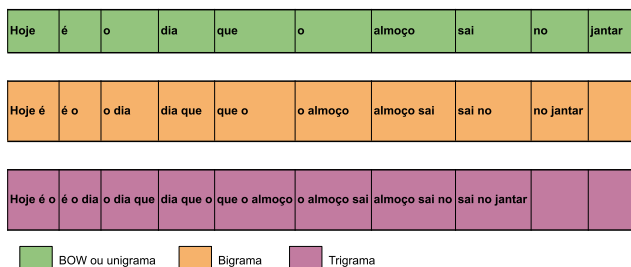 Hoje é o dia que o almoço sai no jantar
Hoje é é o o dia dia que que o o almoço almoço sai sai no no jantar
Hoje é o é o dia o dia que dia que o que o almoço o almoço sai almoço sai no sai no jantar
BOW ou unigrama Bigrama Trigrama